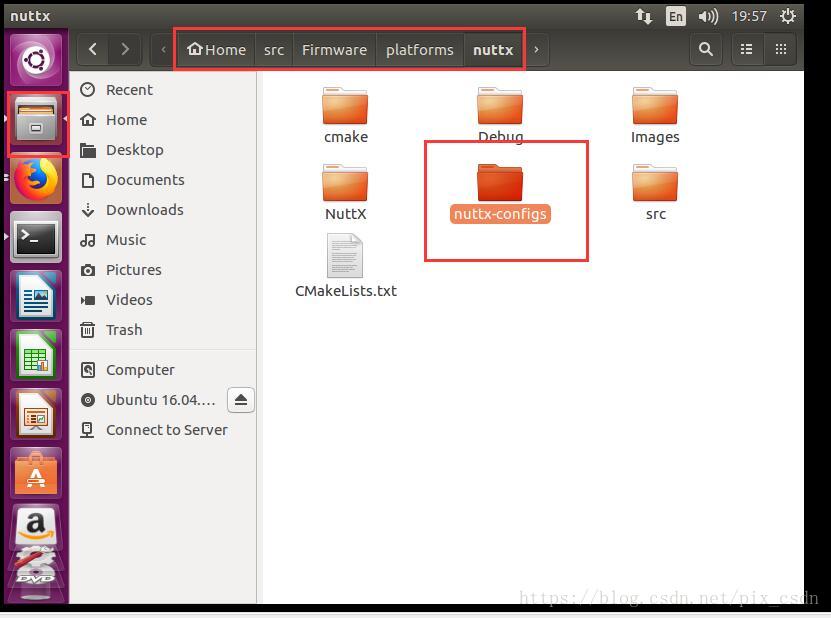 nuttx
En
19:57
Home src Firmware platforms nuttx
Recent
Home
Desktop
Documents
Downloads
Music
Pictures
Videos
Trash
Computer
Ubuntu 16.04....
Connect to Server
cmake
Debug
Images
NuttX
nuttx-configs
src
CMakeLists.txt
A
a
DVD
https://blog.csdn.net/pix_csdn